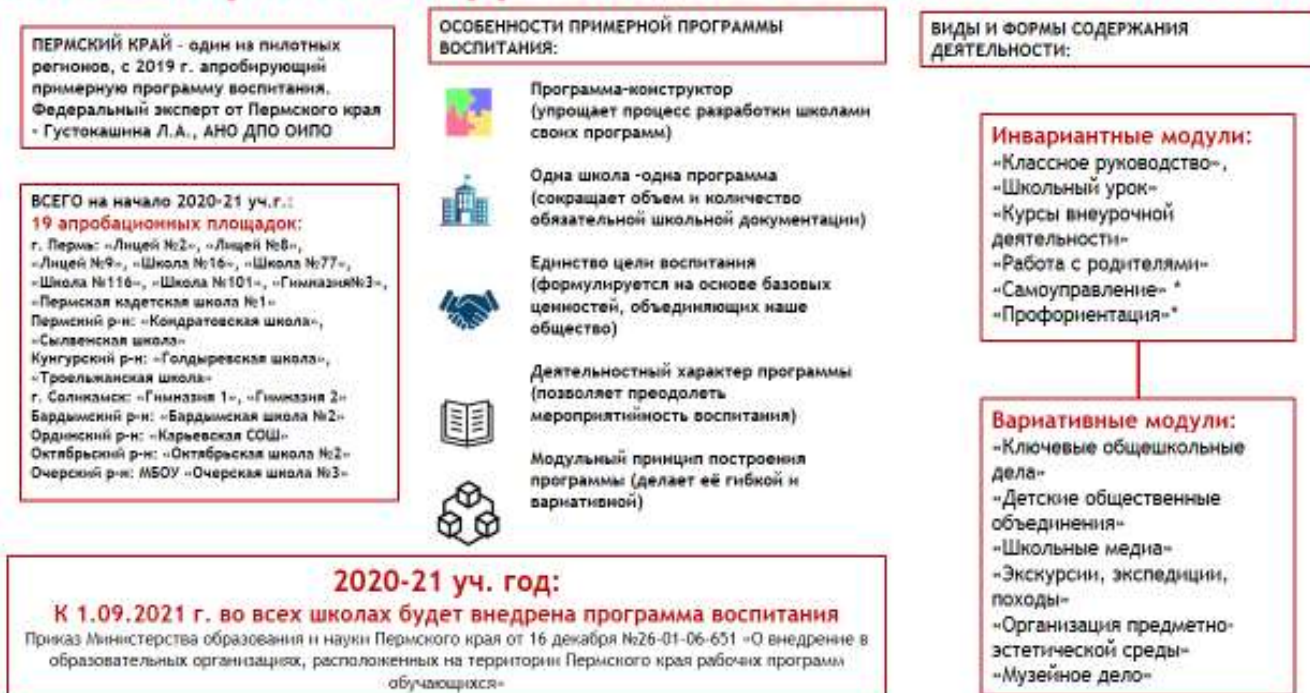 ПЕРМСКИЙ КРАЙ - один из пилотных
регионов, с 2019 г. апробирующий
примерную программу воспитания.
Федеральный эксперт от Пермского края
- Густокашина Л.А., АНО ДПО ОИПО
ВСЕГО на начало 2020-21 уч.г.:
19 апробационных площадок:
г. Пермь: «Лицей №2», «Лицей №8»,
«Лицей №9», «Школа №16», «Школа №77»,
«Школа №116», «Школа №101», «Гимназия№3»,
«Пермская кадетская школа №1»
Пермский р-н: «Кондратовская школа»,
«Сылвенская школа»
Кунгурский р-н: «Голдыревская школа»,
«Троельжанская школа»
г. Соликамск: «Гимназия 1», «Гимназия 2»
Бардымский р-н: «Бардымская школа №2»
Ординский р-н: «Карьевская СОШ»
Октябрьский р-н: «Октябрьская школа №2»
Очерский р-н: МБОУ «Очерская школа №3»
ОСОБЕННОСТИ ПРИМЕРНОЙ ПРОГРАММЫ
ВОСПИТАНИЯ:
Программа-конструктор
(упрощает процесс разработки школами
своих программ)
Одна школа -одна программа
(сокращает объем и количество
обязательной школьной документации)
Единство цели воспитания
(формулируется на основе базовых
ценностей, объединяющих наше
общество)
Деятельностный характер программы
(позволяет преодолеть
мероприятийность воспитания)
Модульный принцип построения
программы (делает её гибкой и
вариативной)
ВИДЫ И ФОРМЫ СОДЕРЖАНИЯ
ДЕЯТЕЛЬНОСТИ:
Инвариантные модули:
«Классное руководство»,
«Школьный урок»
«Курсы внеурочной
деятельности»
«Работа с родителями»
«Самоуправление» *
«Профориентация»*
Вариативные модули:
«Ключевые общешкольные
дела»
«Детские общественные
объединения»
«Школьные медиа»
«Экскурсии, экспедиции,
походы»
«Организация предметно-
эстетической среды»
«Музейное дело»
2020-21 уч. год:
К 1.09.2021 г. во всех школах будет внедрена программа воспитания
Приказ Министерства образования и науки Пермского края от 16 декабря №26-01-06-651 «О внедрение в
образовательных организациях, расположенных на территории Пермского края рабочих программ
обучающихся»